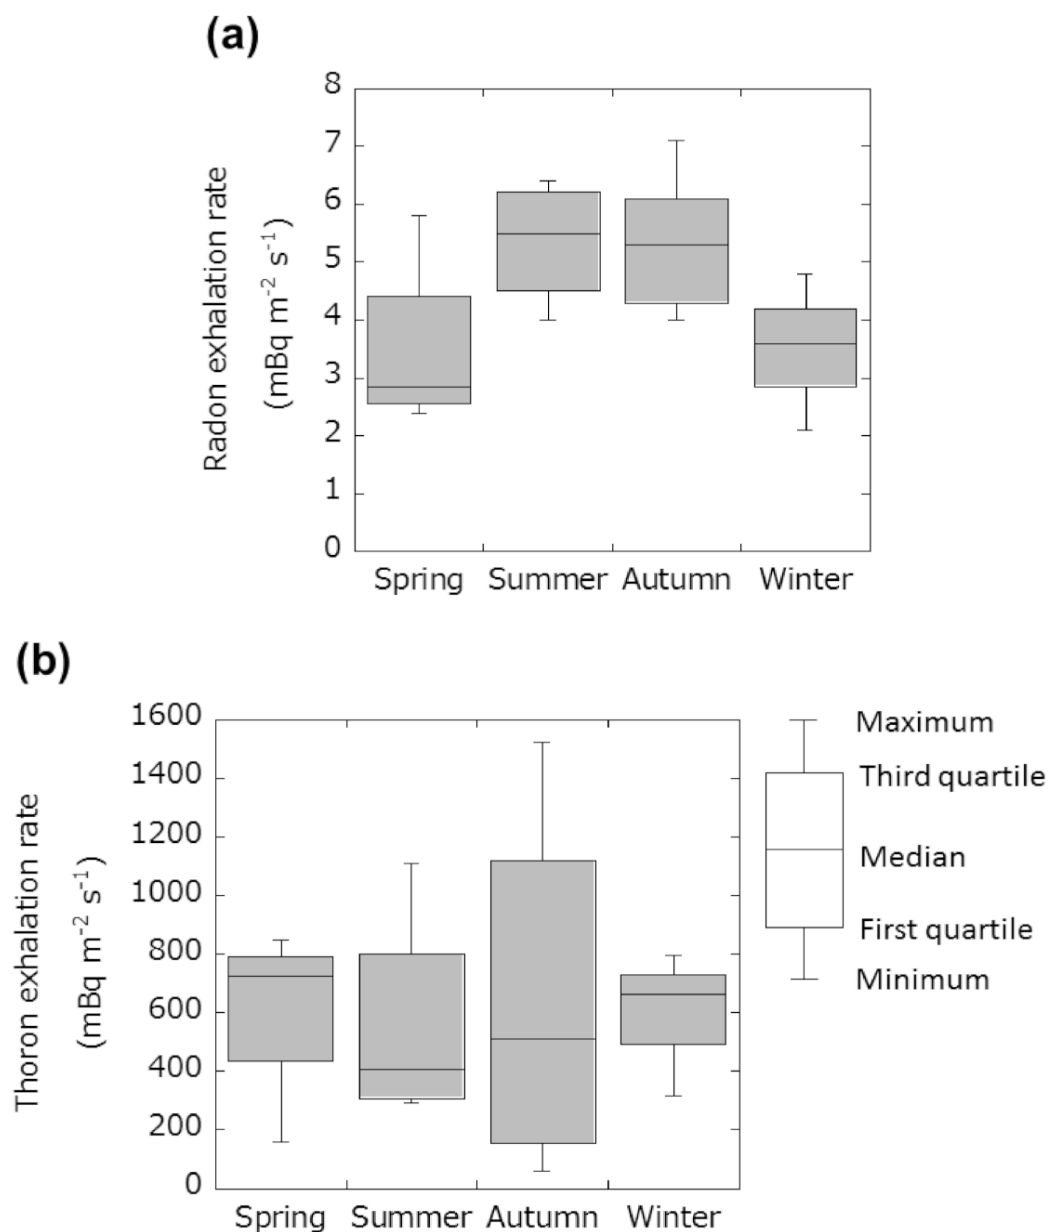 (a)
Radon exhalation rate
(mBq m⁻² s⁻¹)
8
7
6
5
4
3
2
1
0
Spring Summer Autumn Winter
(b)
Thoron exhalation rate
(mBq m⁻² s⁻¹)
1600
1400
1200
1000
800
600
400
200
0
Spring Summer Autumn Winter
Maximum
Third quartile
Median
First quartile
Minimum